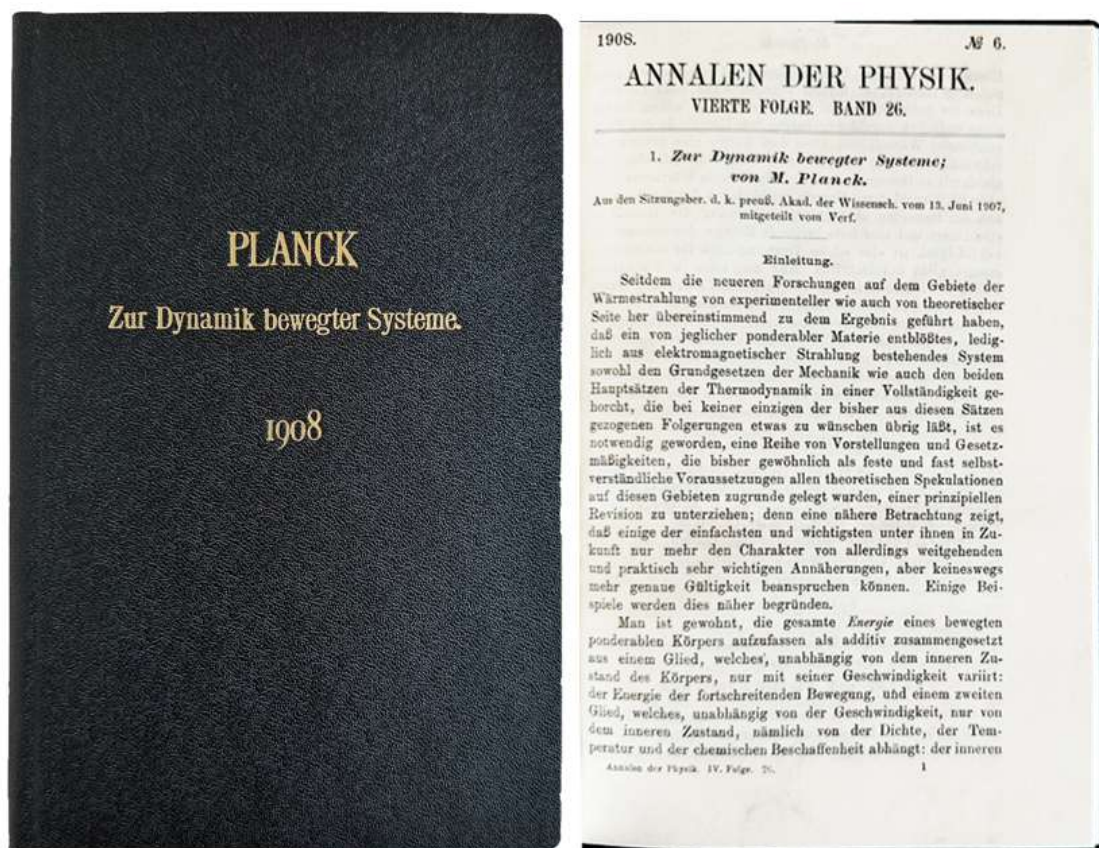 PLANCK
Zur Dynamik bewegter Systeme.
1908
1908.
№ 6.
ANNALEN DER PHYSIK.
VIERTE FOLGE. BAND 26.
1. Zur Dynamik bewegter Systeme;
von M. Planck.
Aus den Sitzungsber. d. k. preuß. Akad. der Wissensch. vom 13. Juni 1907,
mitgeteilt vom Verf.
Einleitung.
Seitdem die neueren Forschungen auf dem Gebiete der
Wärmestrahlung von experimenteller wie auch von theoretischer
Seite her übereinstimmend zu dem Ergebnis geführt haben,
daß ein von jeglicher ponderabler Materie entblößtes, ledig-
lich aus elektromagnetischer Strahlung bestehendes System
sowohl den Grundgesetzen der Mechanik wie auch den beiden
Hauptsätzen der Thermodynamik in einer Vollständigkeit ge-
horcht, die bei keiner einzigen der bisher aus diesen Sätzen
gezogenen Folgerungen etwas zu wünschen übrig läßt, ist es
notwendig geworden, eine Reihe von Vorstellungen und Gesetz-
mäßigkeiten, die bisher gewöhnlich als feste und fast selbst-
verständliche Voraussetzungen allen theoretischen Spekulationen
auf diesen Gebieten zugrunde gelegt wurden, einer prinzipiellen
Revision zu unterziehen; denn eine nähere Betrachtung zeigt,
daß einige der einfachsten und wichtigsten unter ihnen in Zu-
kunft nur mehr den Charakter von allerdings weitgehenden
und praktisch sehr wichtigen Annäherungen, aber keineswegs
mehr genaue Gültigkeit beanspruchen können. Einige Bei-
spiele werden dies näher begründen.
Man ist gewohnt, die gesamte Energie eines bewegten
ponderablen Körpers aufzufassen als additiv zusammengesetzt
aus einem Glied, welches, unabhängig von dem inneren Zu-
stand des Körpers, nur mit seiner Geschwindigkeit variirt:
der Energie der fortschreitenden Bewegung, und einem zweiten
Glied, welches, unabhängig von der Geschwindigkeit, nur von
dem inneren Zustand, nämlich von der Dichte, der Tem-
peratur und der chemischen Beschaffenheit abhängt: der inneren
Annalen der Physik. IV. Folge. 26.
1